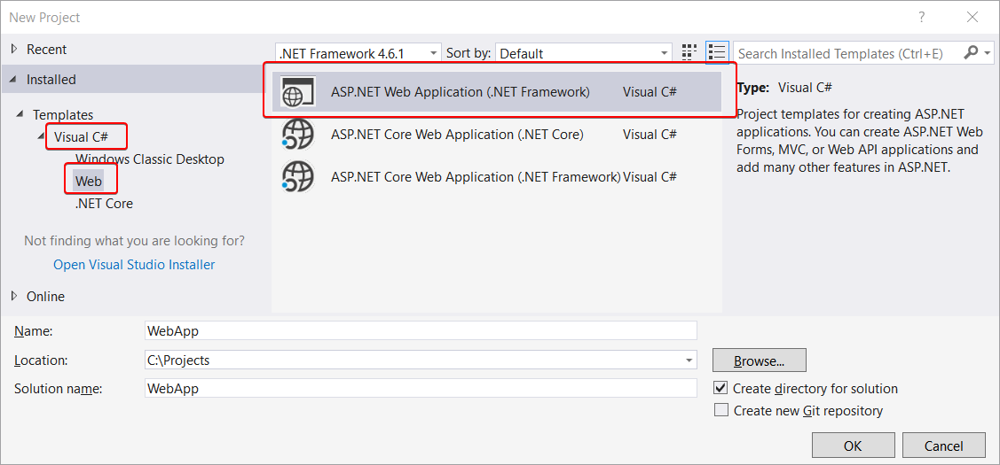 New Project
?
Recent
.NET Framework 4.6.1
Sort by:
Default
Search Installed Templates (Ctrl+E)
Installed
Templates
Visual C#
Windows Classic Desktop
Web
.NET Core
Not finding what you are looking for?
Open Visual Studio Installer
Online
ASP.NET Web Application (.NET Framework) Visual C#
ASP.NET Core Web Application (.NET Core) Visual C#
ASP.NET Core Web Application (.NET Framework) Visual C#
Type: Visual C#
Project templates for creating ASP.NET
applications. You can create ASP.NET Web
Forms, MVC, or Web API applications and
add many other features in ASP.NET.
Name: WebApp
Location: C:\Projects
Browse...
Solution name: WebApp
Create directory for solution
Create new Git repository
OK
Cancel